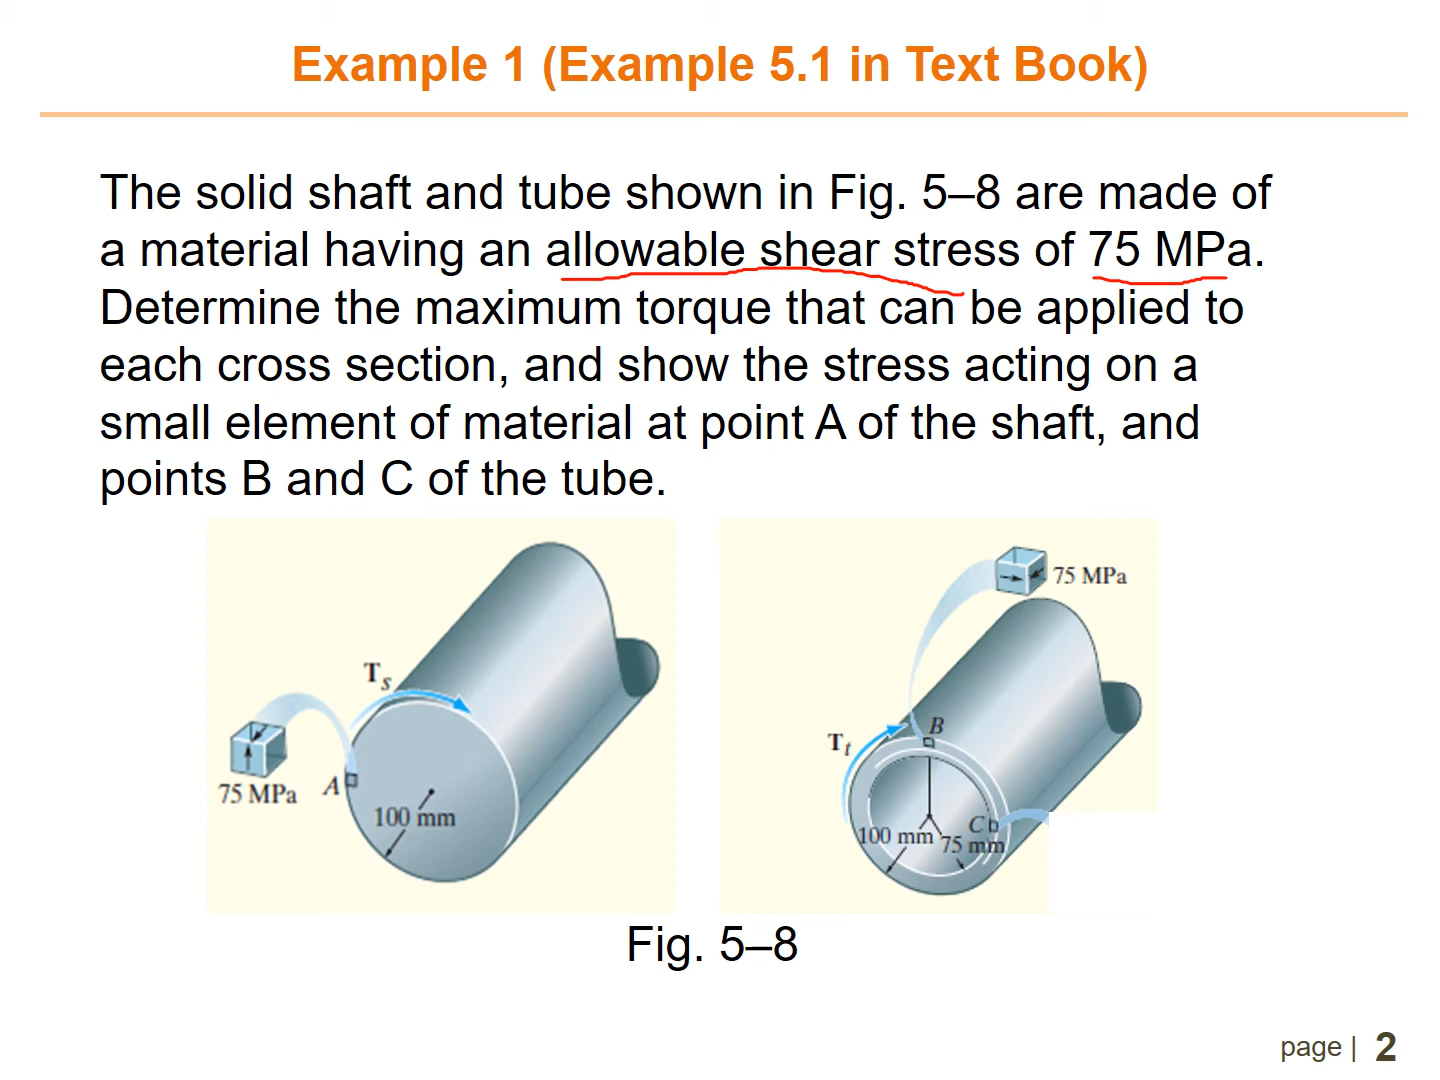 Example 1 (Example 5.1 in Text Book)
The solid shaft and tube shown in Fig. 5–8 are made of
a material having an allowable shear stress of 75 MPa.
Determine the maximum torque that can be applied to
each cross section, and show the stress acting on a
small element of material at point A of the shaft, and
points B and C of the tube.
T_s
75 MPa
A
100 mm
75 MPa
B
T_t
C
100 mm
75 mm
Fig. 5–8
page | 2